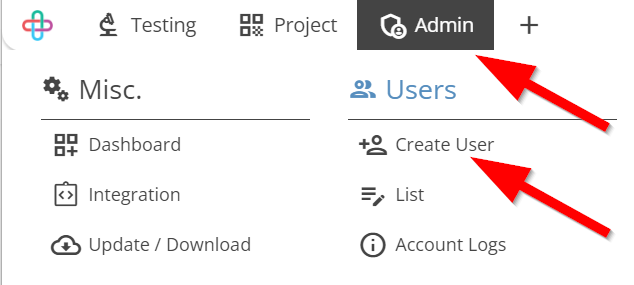 Testing
Project
Admin
Misc.
Dashboard
Integration
Update / Download
Users
Create User
List
Account Logs